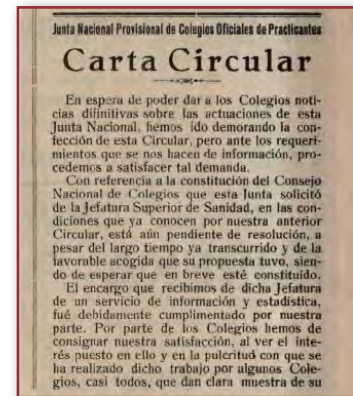 Junta Nacional Provisional de Colegios Oficiales de Practicantes
Carta Circular
En espera de poder dar a los Colegios noti-
cias difinitivas sobre las actuaciones de esta
Junta Nacional, hemos ido demorando la con-
fección de esta Circular, pero ante los requeri-
mientos que se nos hacen de información, pro-
cedemos a satisfacer tal demanda.
Con referencia a la constitución del Consejo
Nacional de Colegios que esta Junta solicitó
de la Jefatura Superior de Sanidad, en las con-
diciones que ya conocen por nuestra anterior
Circular, está aún pendiente de resolución, a
pesar del largo tiempo ya transcurrido y de la
favorable acogida que su propuesta tuvo, sien-
do de esperar que en breve esté constituido.
El encargo que recibimos de dicha Jefatura
de un servicio de información y estadística,
fué debidamente cumplimentado por nuestra
parte. Por parte de los Colegios hemos de
consignar nuestra satisfacción, al ver el inte-
rés puesto en ello y en la pulcritud con que se
ha realizado dicho trabajo por algunos Cole-
gios, casi todos, que dan clara muestra de su